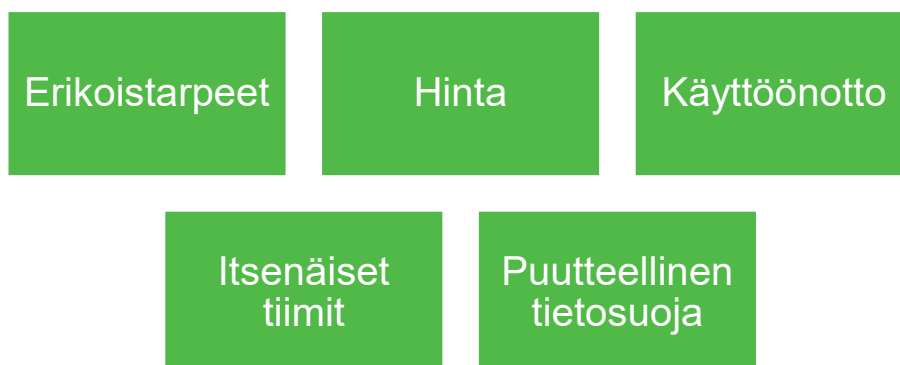 Erikoistarpeet
Hinta
Käyttöönotto
Itsenäiset
tiimit
Puutteellinen
tietosuoja